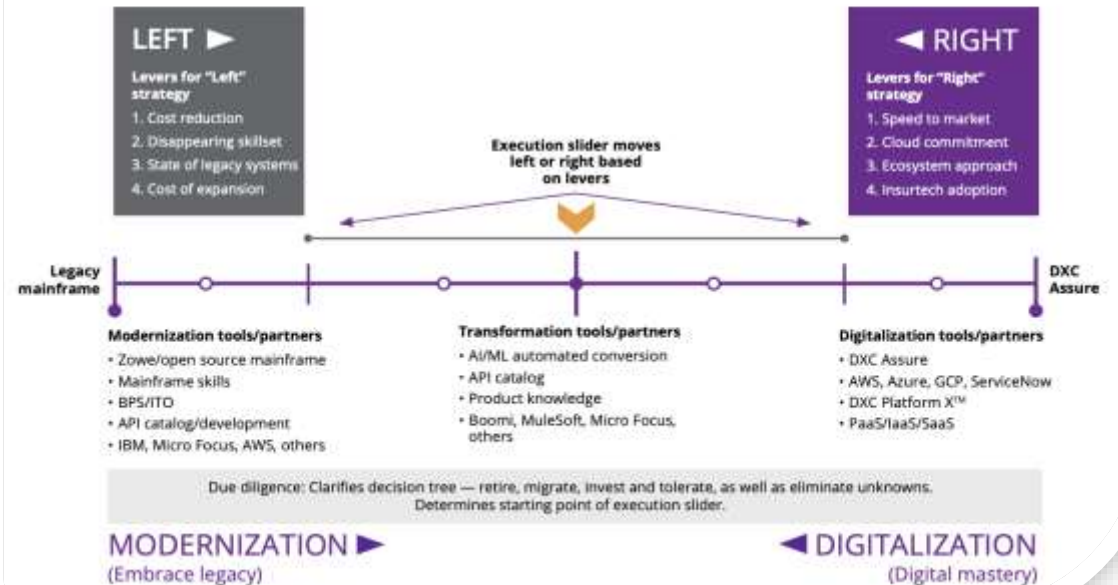 LEFT
Levers for "Left"
strategy
1. Cost reduction
2. Disappearing skillset
3. State of legacy systems
4. Cost of expansion
RIGHT
Levers for "Right"
strategy
1. Speed to market
2. Cloud commitment
3. Ecosystem approach
4. Insurtech adoption
Execution slider moves
left or right based
on levers
Legacy
mainframe
DXC
Assure
Modernization tools/partners
• Zowe/open source mainframe
• Mainframe skills
• BPS/ITO
• API catalog/development
• IBM, Micro Focus, AWS, others
Transformation tools/partners
• AI/ML automated conversion
• API catalog
• Product knowledge
• Boomi, MuleSoft, Micro Focus,
others
Digitalization tools/partners
• DXC Assure
• AWS, Azure, GCP, ServiceNow
• DXC Platform X™
• PaaS/IaaS/SaaS
Due diligence: Clarifies decision tree — retire, migrate, invest and tolerate, as well as eliminate unknowns.
Determines starting point of execution slider.
MODERNIZATION
(Embrace legacy)
DIGITALIZATION
(Digital mastery)